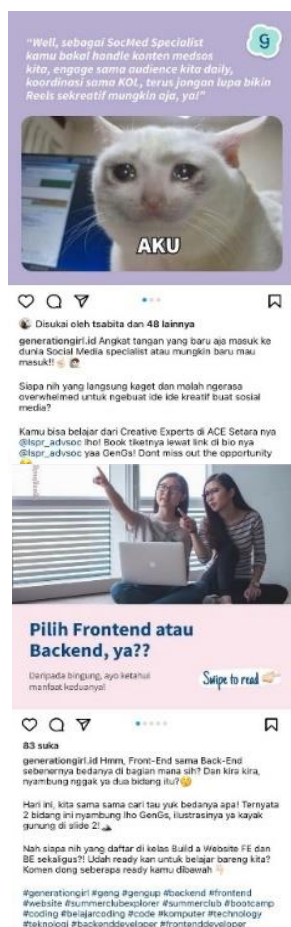 g
"Well, sebagai SocMed Specialist
kamu bakal handle konten medsos
kita, engage sama audience kita daily,
koordinasi sama KOL, terus jangan lupa bikin
Reels sekreatif mungkin aja, ya!"
AKU
Disukai oleh tsabita dan 48 lainnya
generationgirl.id Angkat tangan yang baru aja masuk ke
dunia Social Media specialist atau mungkin baru mau
masuk!!
Siapa nih yang langsung kaget dan malah ngerasa
overwhelmed untuk ngebuat ide ide kreatif buat sosial
media?
Kamu bisa belajar dari Creative Experts di ACE Setara nya
@lspr_advsoc lho! Book tiketnya lewat link di bio nya
@lspr_advsoc yaa GenGs! Dont miss out the opportunity
Pilih Frontend atau
Backend, ya??
Daripada bingung, ayo ketahui
manfaat keduanya!
Swipe to read
83 suka
generationgirl.id Hmm, Front-End sama Back-End
sebenernya bedanya di bagian mana sih? Dan kira kira,
nyambung nggak ya dua bidang itu?
Hari ini, kita sama sama cari tau yuk bedanya apa! Ternyata
2 bidang ini nyambung lho GenGs, ilustrasinya ya kayak
gunung di slide 2!
Nah siapa nih yang daftar di kelas Build a Website FE dan
BE sekaligus?! Udah ready kan untuk belajar bareng kita?
Komen dong seberapa ready kamu dibawah
#generationgirl #geng #gengup #backend #frontend
#website #summerclubexplorer #summerclub #bootcamp
#coding #belajarcoding #code #komputer #technology
#teknologi #backenddeveloper #frontenddeveloper